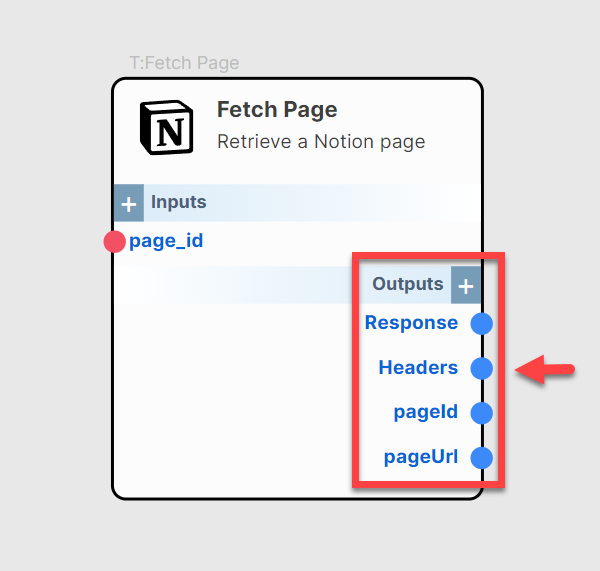 T:Fetch Page
N
Fetch Page
Retrieve a Notion page
+ Inputs
page_id
Outputs +
Response
Headers
pageId
pageUrl